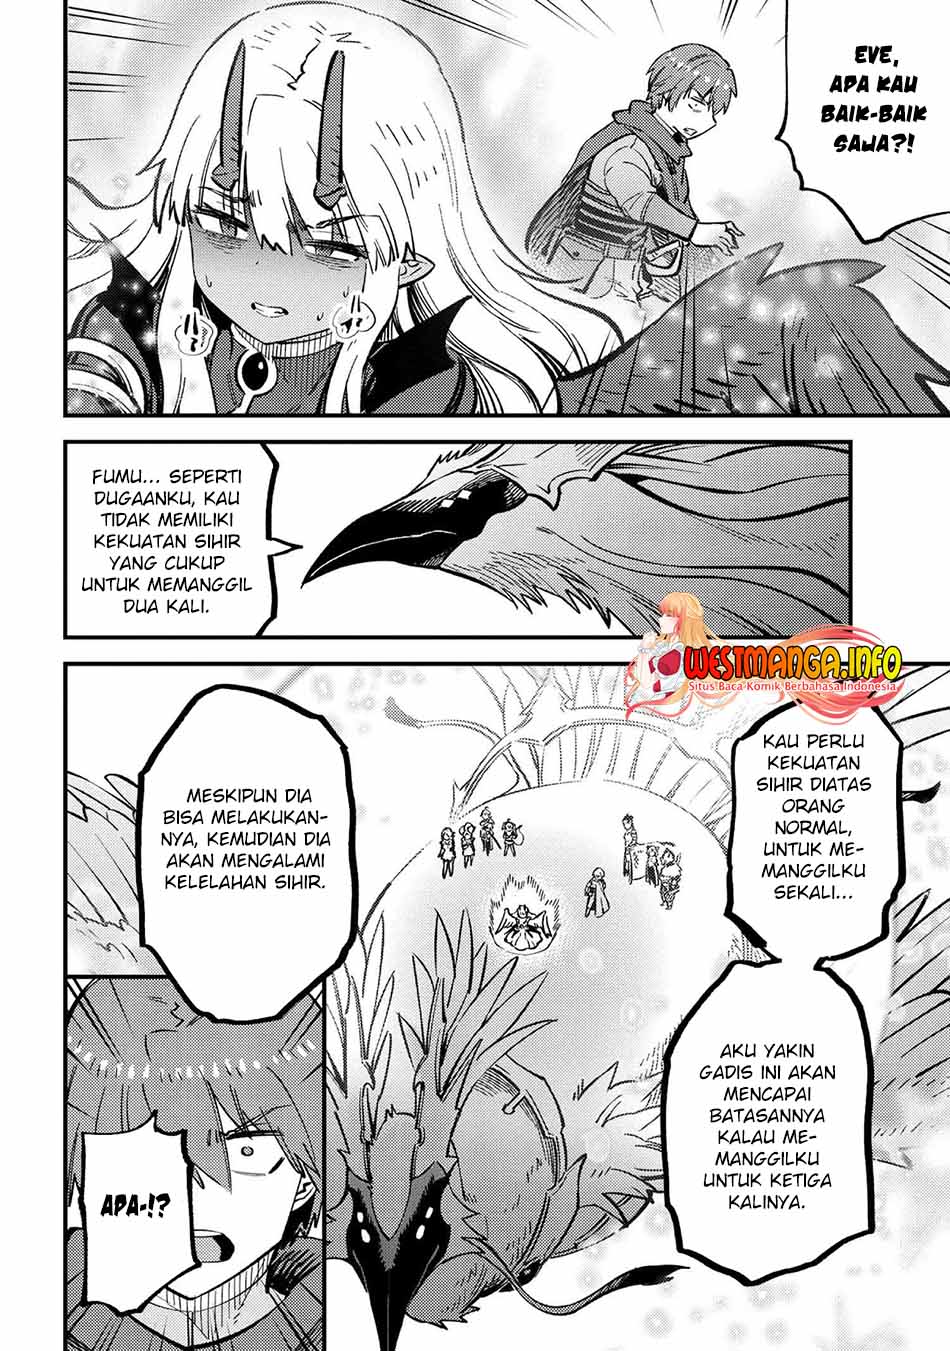 EVE,
APA KAU
BAIK-BAIK
SAJA?!
FUMU... SEPERTI
DUGAANKU, KAU
TIDAK MEMILIKI
KEKUATAN SIHIR
YANG CUKUP
UNTUK MEMANGGIL
DUA KALI.
WESTMANGA.INFO
Situs Baca Komik Berbahasa Indonesia
KAU PERLU
KEKUATAN
SIHIR DIATAS
ORANG
NORMAL,
UNTUK ME-
MANGGILKU
SEKALI...
AKU YAKIN
GADIS INI AKAN
MENCAPAI
BATASANNYA
KALAU ME-
MANGGILKU
UNTUK KETIGA
KALINYA.
MESKIPUN DIA
BISA MELAKUKAN-
NYA, KEMUDIAN DIA
AKAN MENGALAMI
KELELAHAN SIHIR.
APA-!?